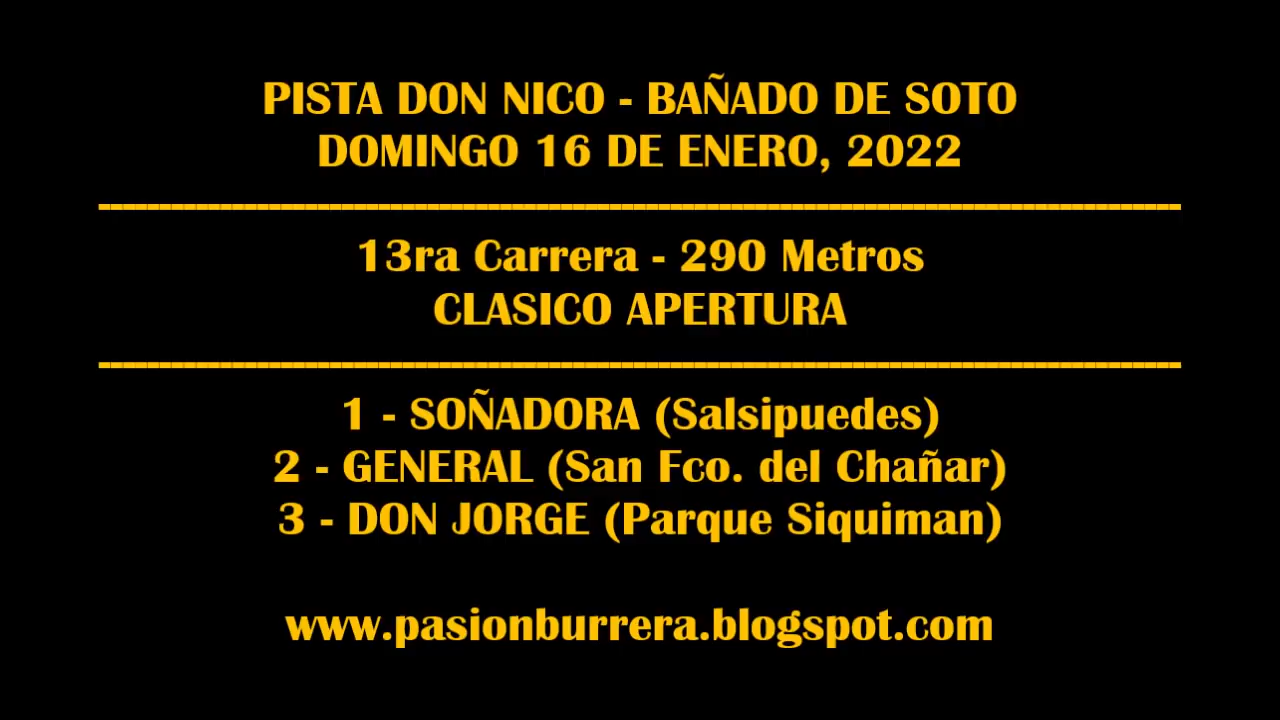 PISTA DON NICO - BAÑADO DE SOTO
DOMINGO 16 DE ENERO, 2022
13ra Carrera - 290 Metros
CLASICO APERTURA
1 - SOÑADORA (Salsipuedes)
2 - GENERAL (San Fco. del Chañar)
3 - DON JORGE (Parque Siquiman)
www.pasionburrera.blogspot.com